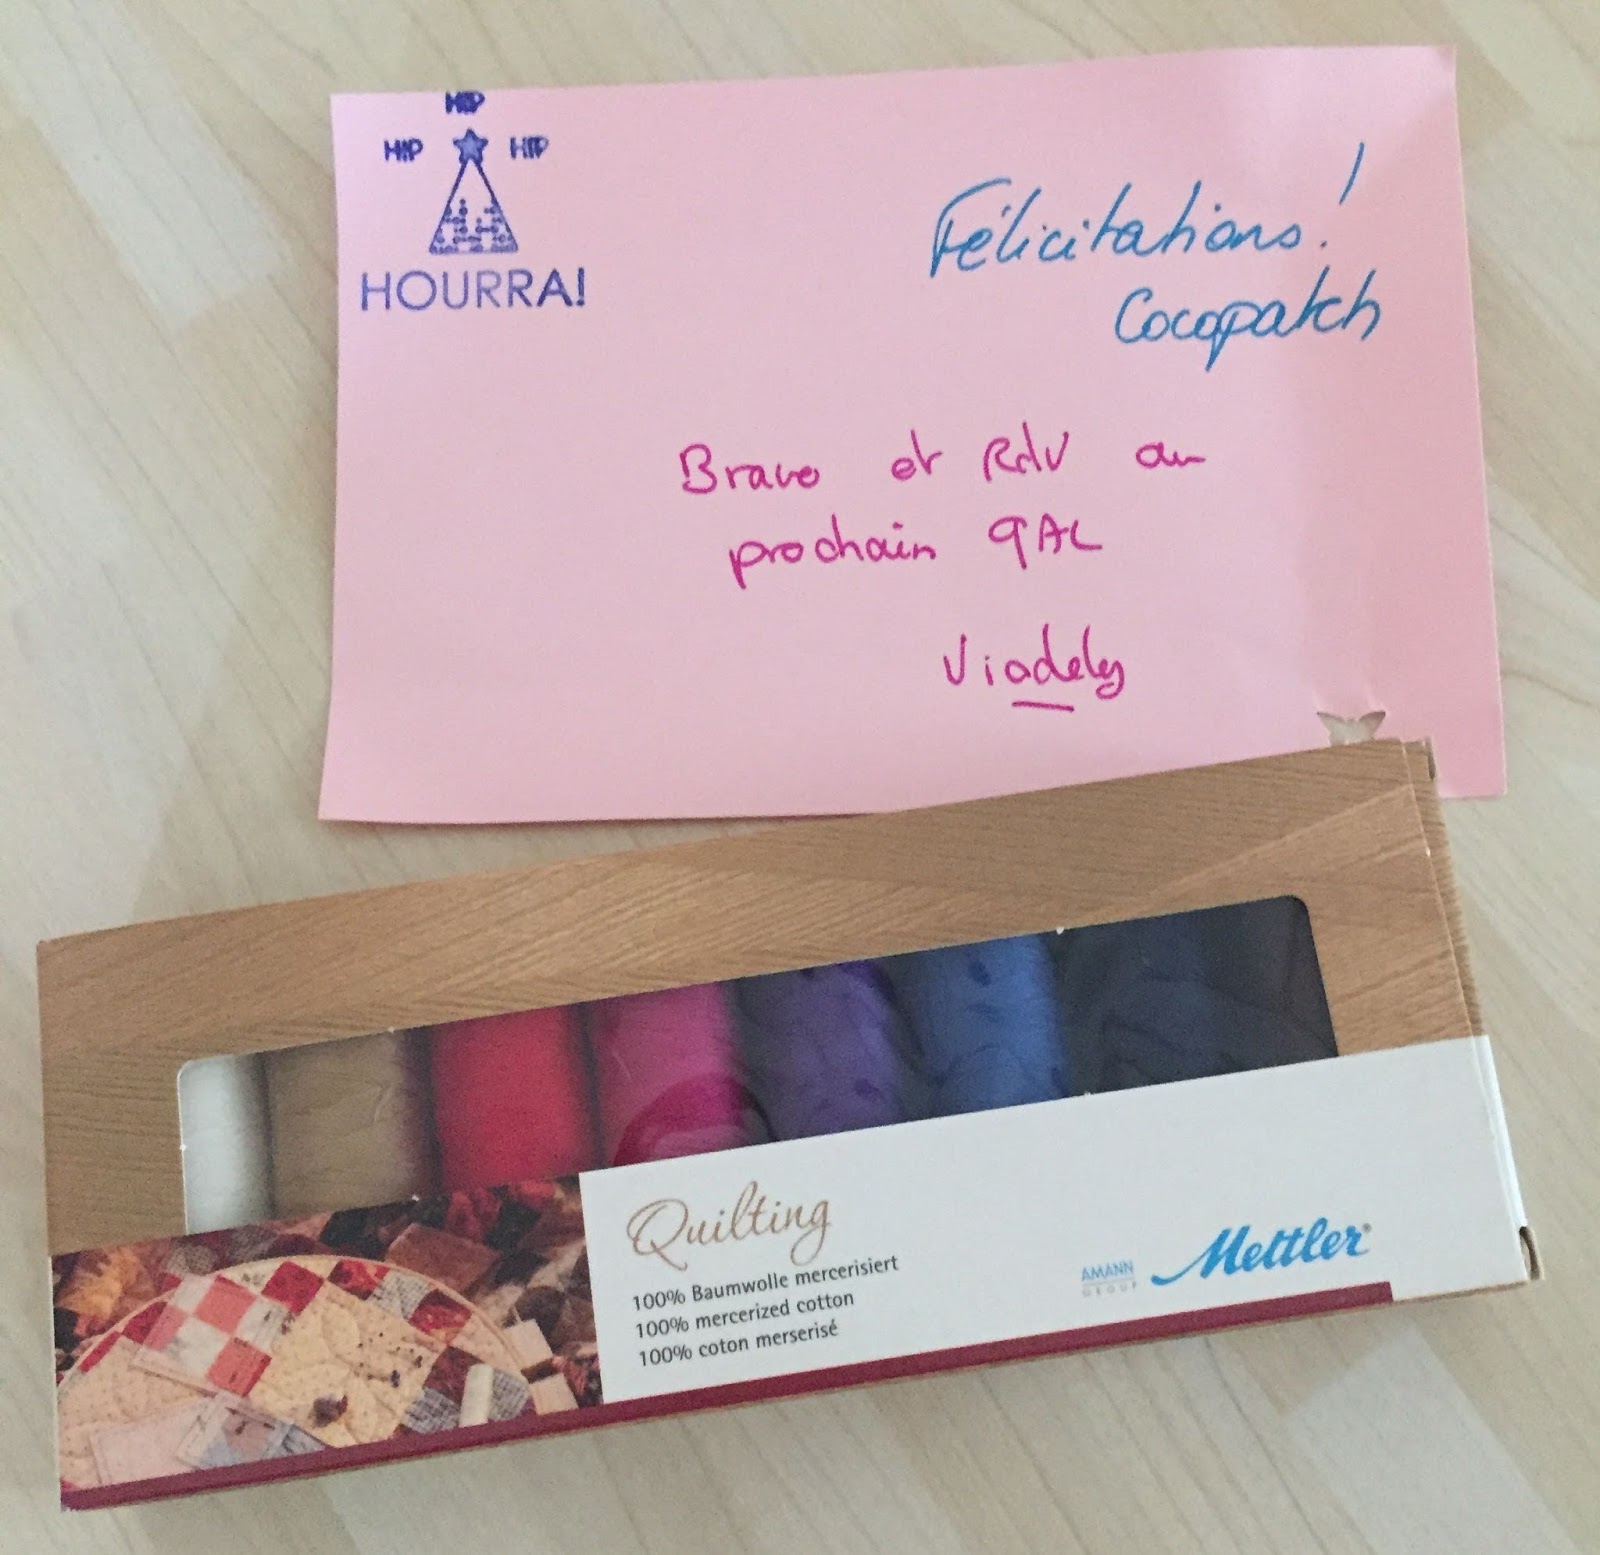 HIP
HIP HIP
HOURRA!
Félicitations!
Cocopatch
Bravo et RdV au
prochain QAL
Viadely
Quilting
100% Baumwolle mercerisiert
100% mercerized cotton
100% coton merserisé
AMANN
GROUP
Mettler®